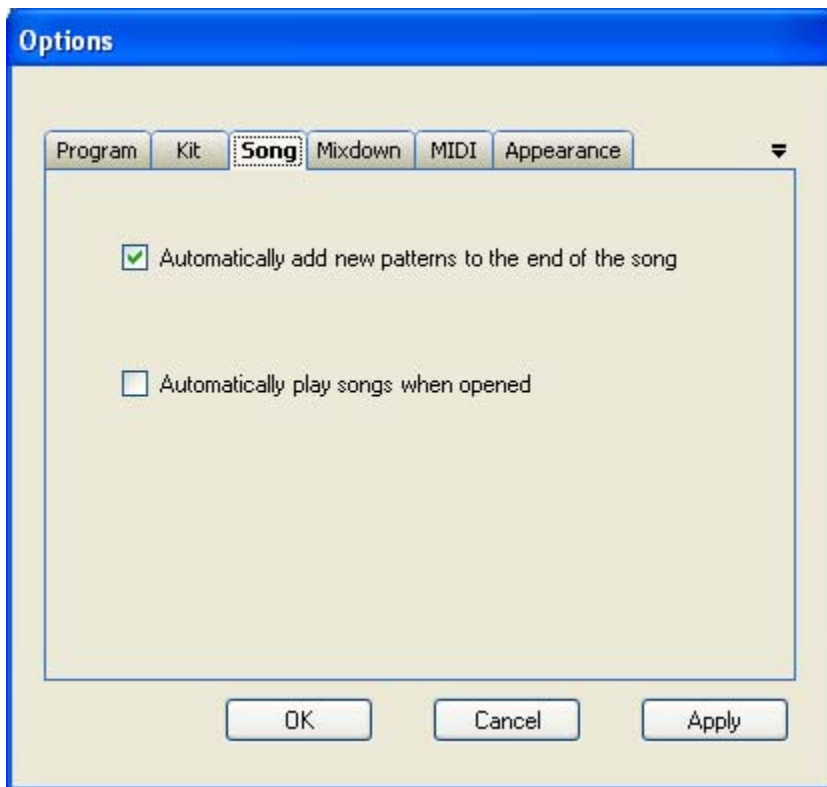 Options
Program Kit Song Mixdown MIDI Appearance
Automatically add new patterns to the end of the song
Automatically play songs when opened
OK Cancel Apply